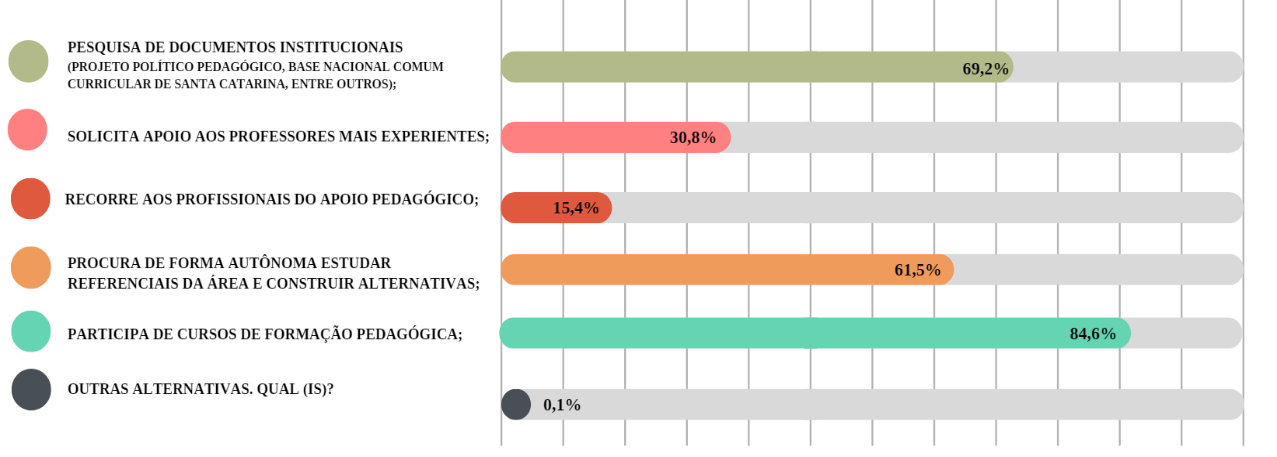 PESQUISA DE DOCUMENTOS INSTITUCIONAIS
(PROJETO POLÍTICO PEDAGÓGICO, BASE NACIONAL COMUM
CURRICULAR DE SANTA CATARINA, ENTRE OUTROS);
69,2%
SOLICITA APOIO AOS PROFESSORES MAIS EXPERIENTES;
30,8%
RECORRE AOS PROFISSIONAIS DO APOIO PEDAGÓGICO;
15,4%
PROCURA DE FORMA AUTÔNOMA ESTUDAR
REFERENCIAIS DA ÁREA E CONSTRUIR ALTERNATIVAS;
61,5%
PARTICIPA DE CURSOS DE FORMAÇÃO PEDAGÓGICA;
84,6%
OUTRAS ALTERNATIVAS. QUAL (IS)?
0,1%